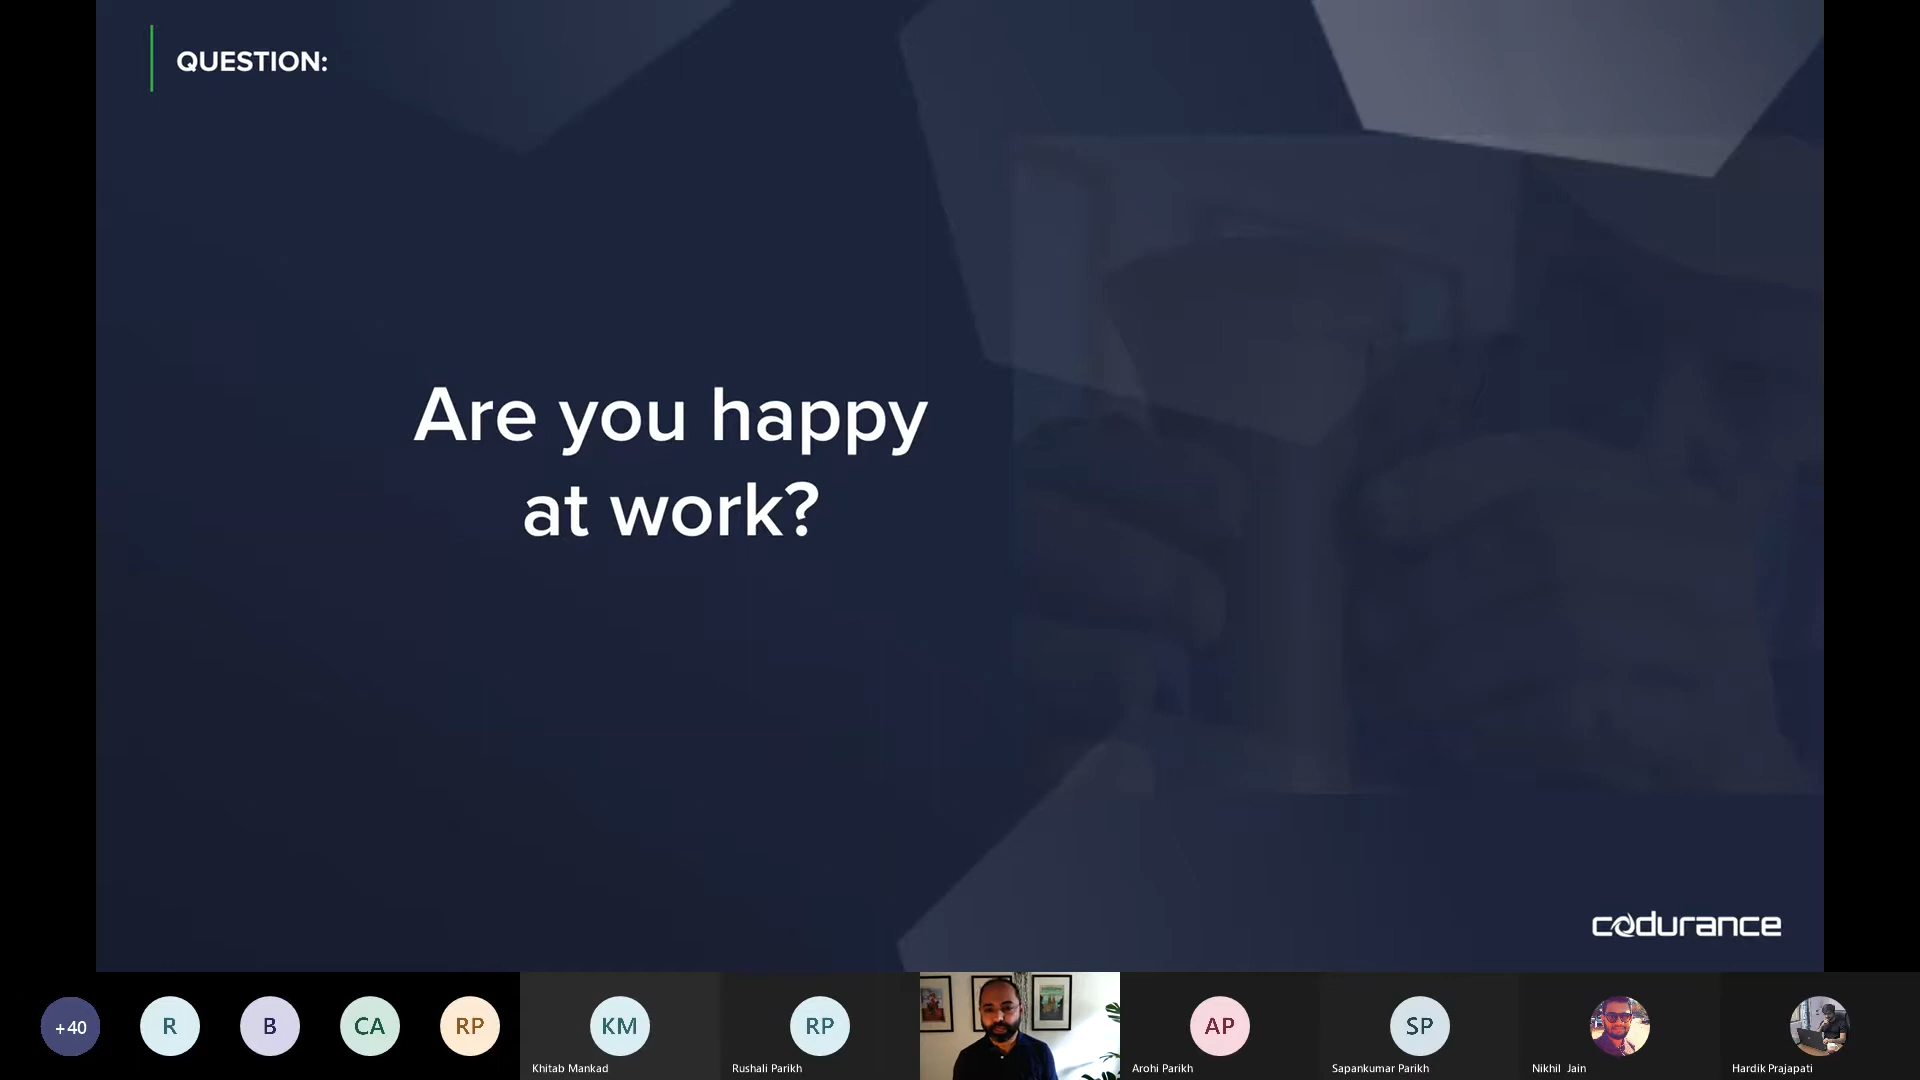 QUESTION:
Are you happy
at work?
codurance
+40
R
B
CA
RP
KM
RP
AP
SP
Khitab Mankad
Rushali Parikh
Arohi Parikh
Sapankumar Parikh
Nikhil Jain
Hardik Prajapati